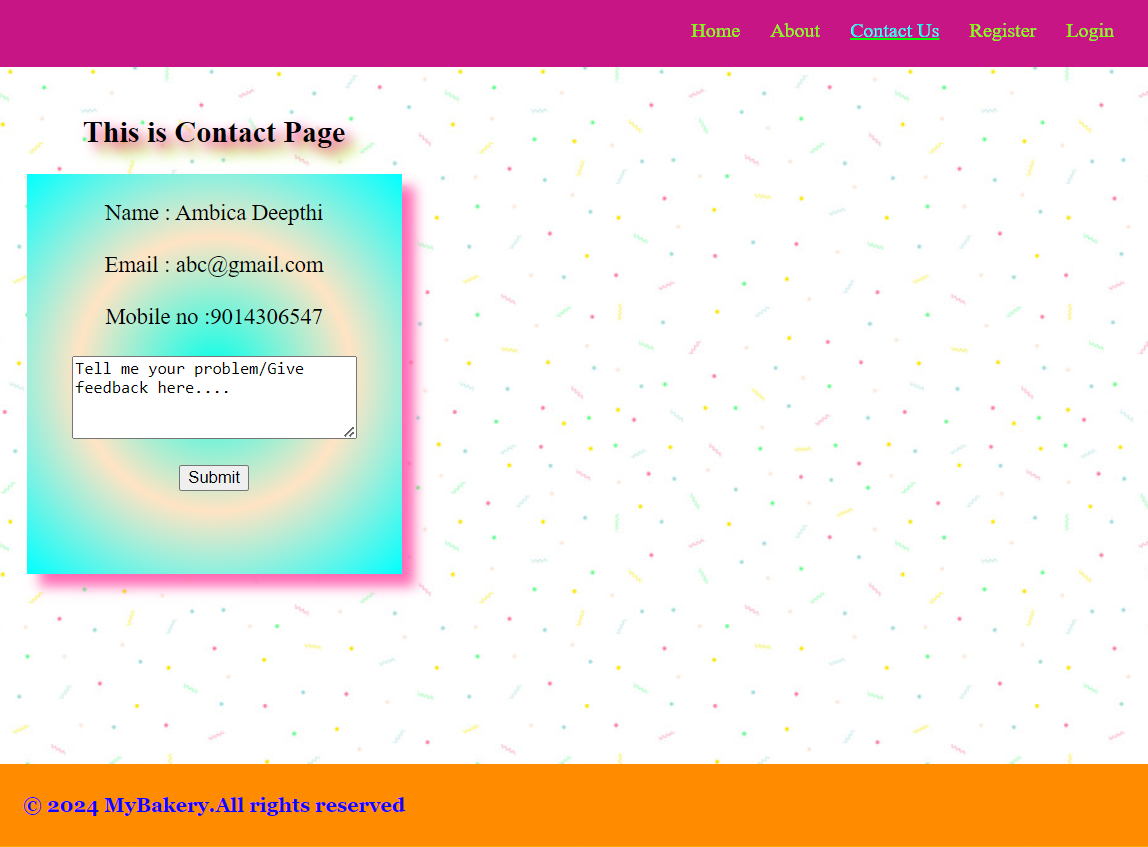 Home About Contact Us Register Login
This is Contact Page
Name : Ambica Deepthi
Email : abc@gmail.com
Mobile no :9014306547
Tell me your problem/Give
feedback here....
Submit
© 2024 MyBakery.All rights reserved